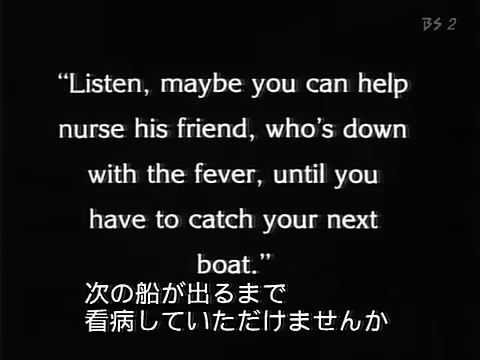 BS 2
“Listen, maybe you can help
nurse his friend, who’s down
with the fever, until you
have to catch your next
boat.”
次の船が出るまで
看病していただけませんか